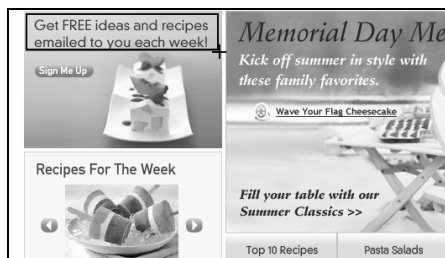 Get FREE ideas and recipes
emailed to you each week!
Sign Me Up
Recipes For The Week
Memorial Day Me
Kick off summer in style with
these family favorites.
Wave Your Flag Cheesecake
Fill your table with our
Summer Classics >>
Top 10 Recipes
Pasta Salads